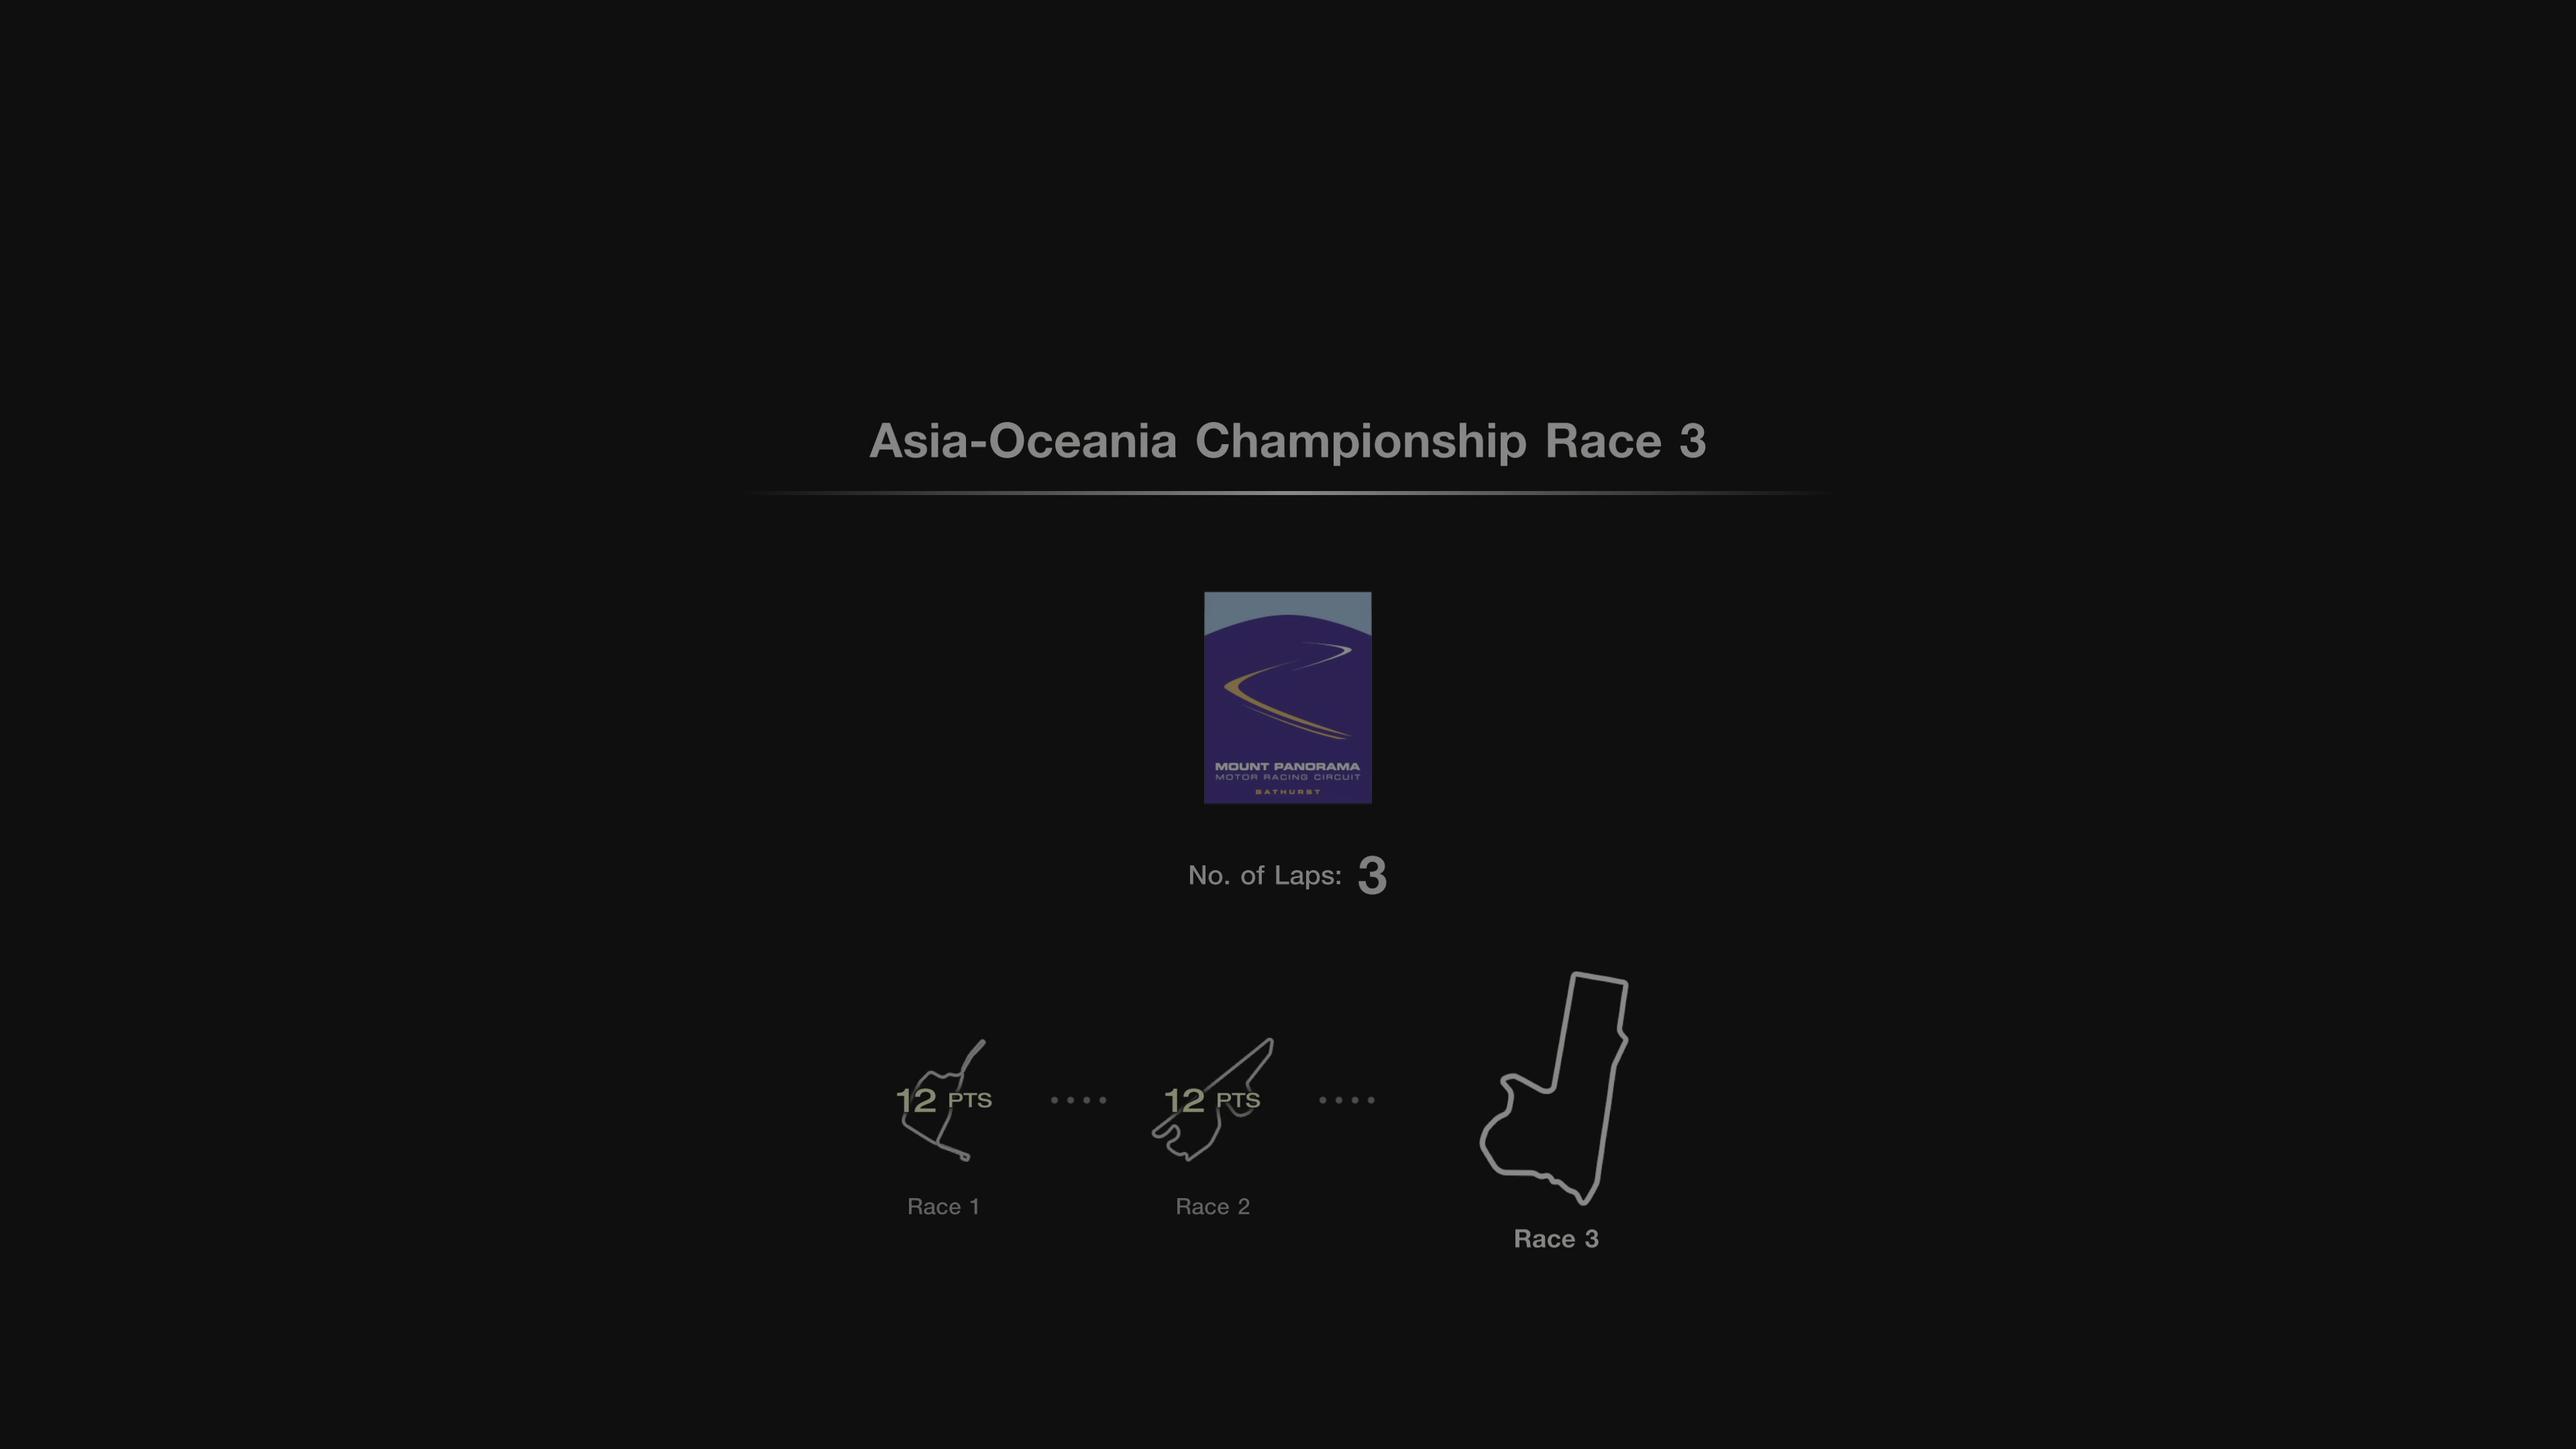 Asia-Oceania Championship Race 3
MOUNT PANORAMA
MOTOR RACING CIRCUIT
BATHURST
No. of Laps: 3
12 PTS
12 PTS
Race 1
Race 2
Race 3